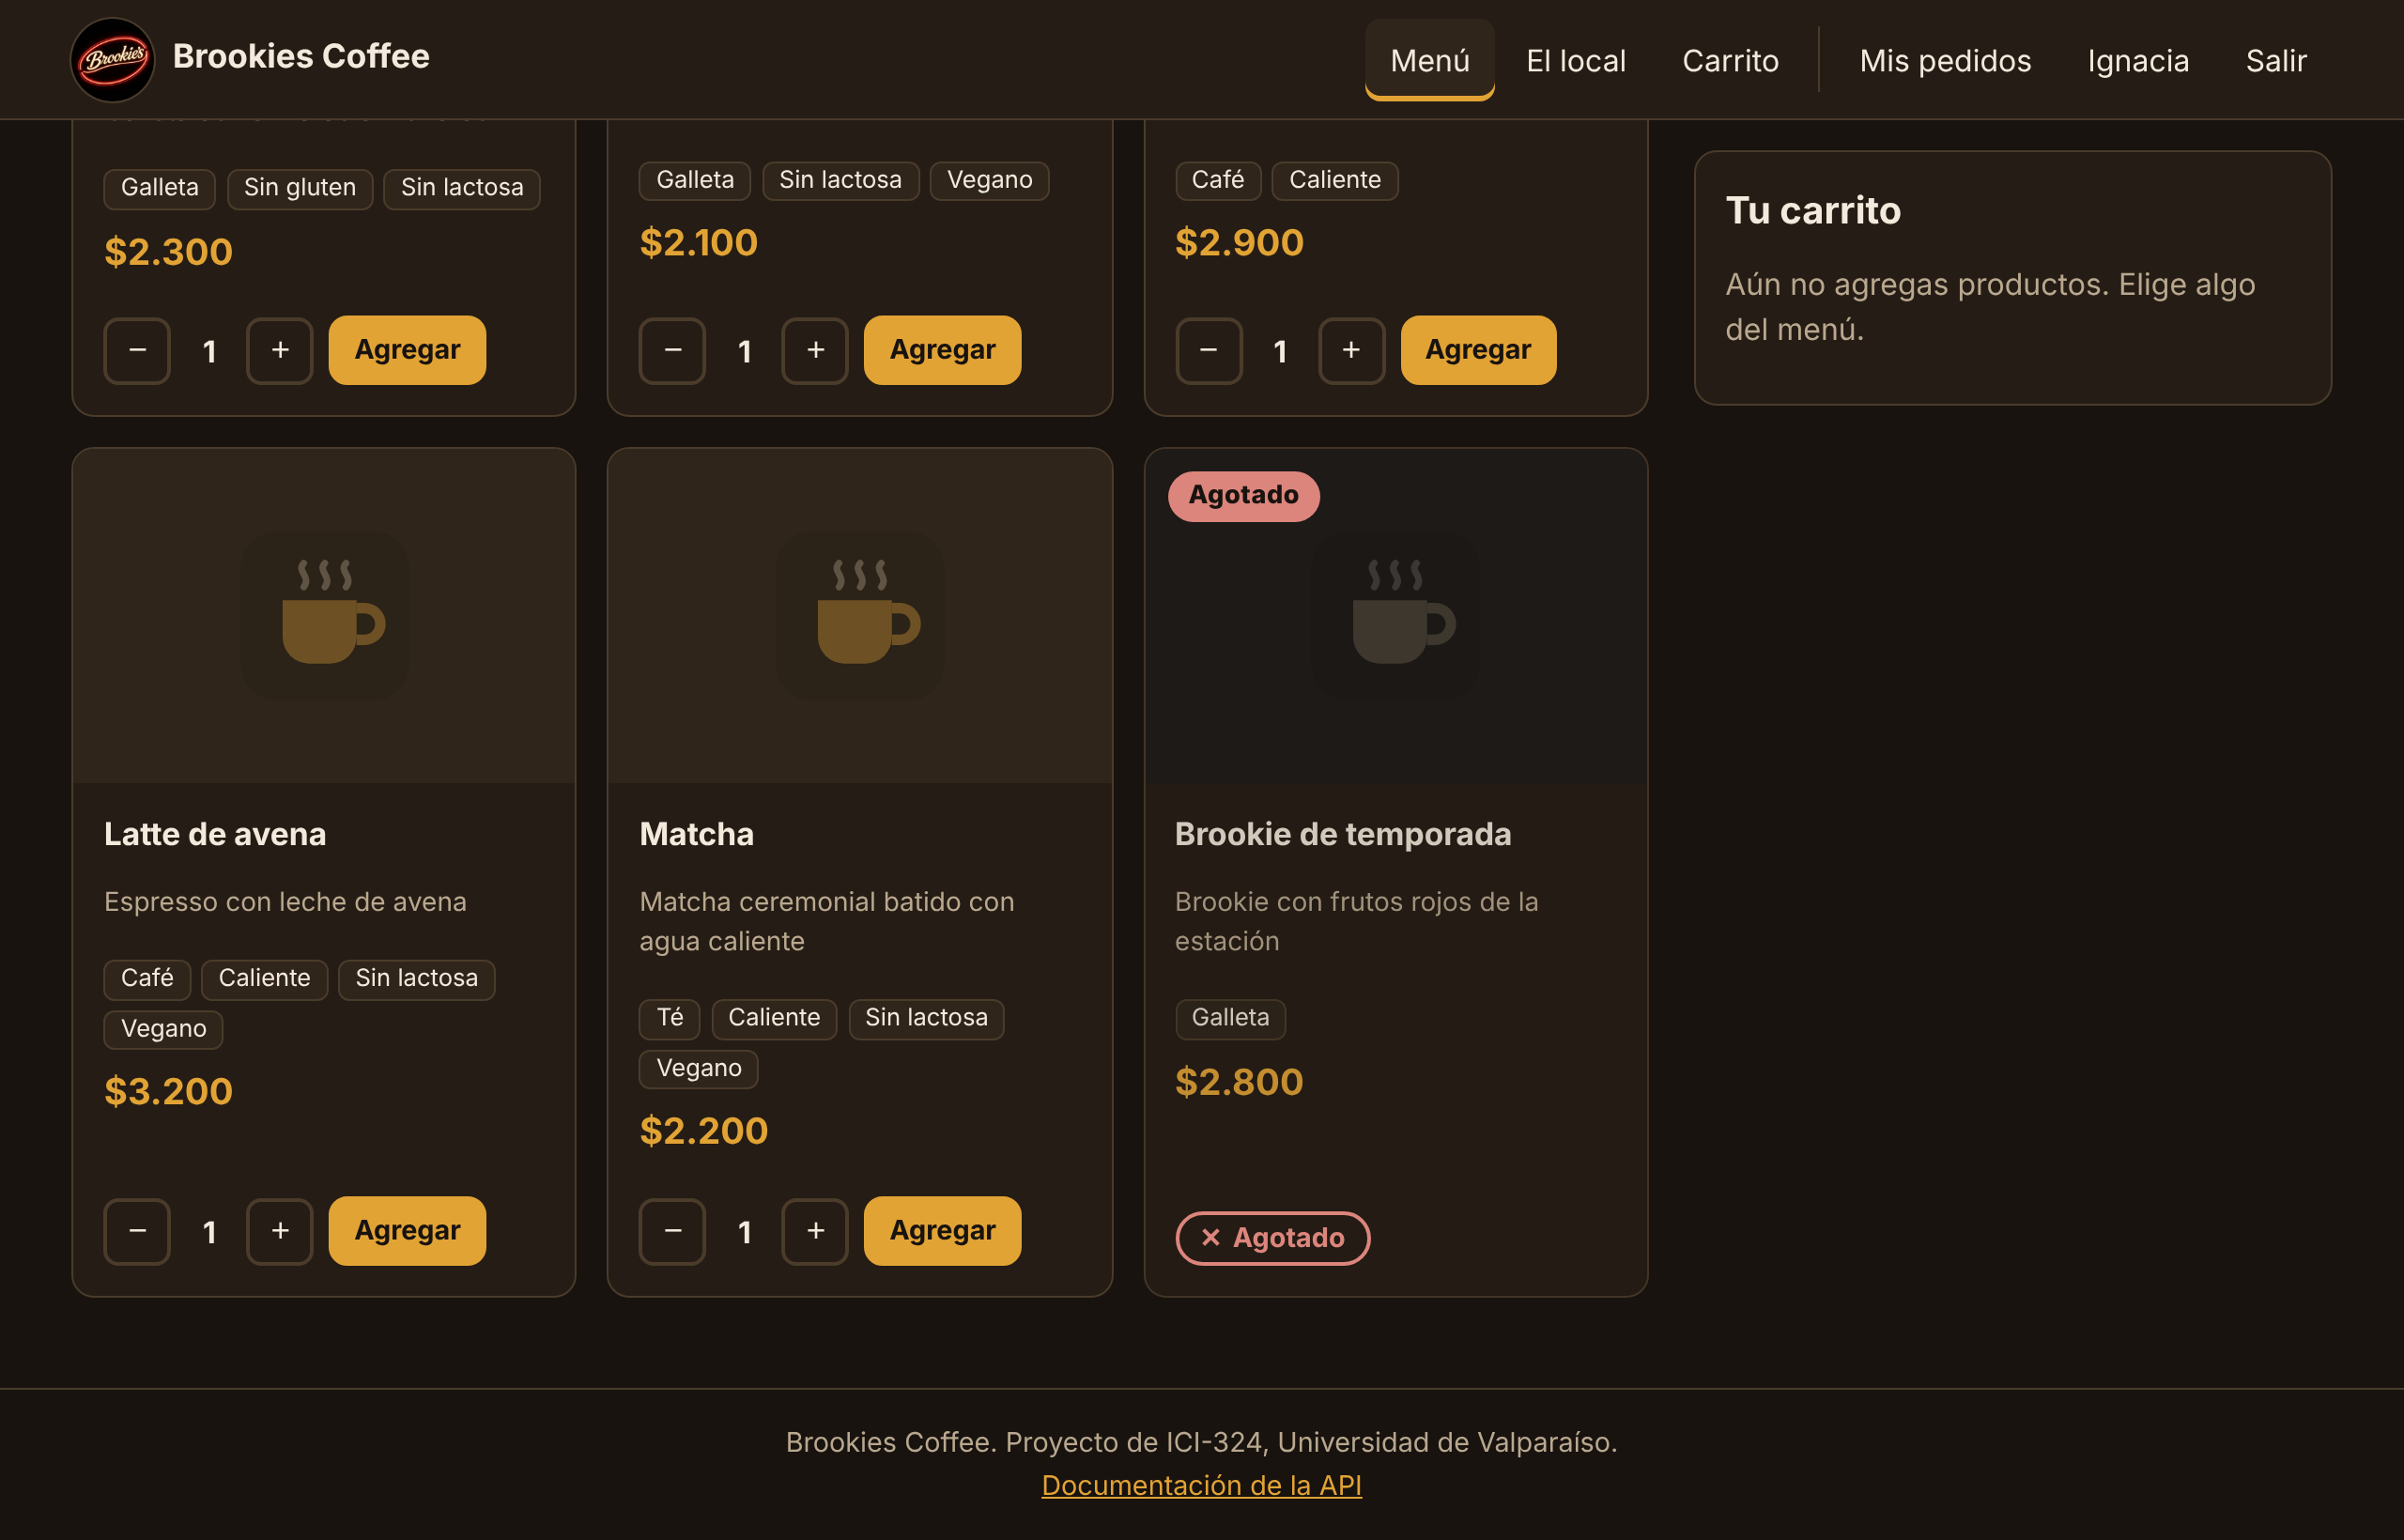 Brookies
Brookies Coffee
Menú
El local
Carrito
Mis pedidos
Ignacia
Salir
Galleta
Sin gluten
Sin lactosa
$2.300
− 1 + Agregar
Galleta
Sin lactosa
Vegano
$2.100
− 1 + Agregar
Café
Caliente
$2.900
− 1 + Agregar
Tu carrito
Aún no agregas productos. Elige algo
del menú.
Latte de avena
Espresso con leche de avena
Café
Caliente
Sin lactosa
Vegano
$3.200
− 1 + Agregar
Matcha
Matcha ceremonial batido con
agua caliente
Té
Caliente
Sin lactosa
Vegano
$2.200
− 1 + Agregar
Agotado
Brookie de temporada
Brookie con frutos rojos de la
estación
Galleta
$2.800
✕ Agotado
Brookies Coffee. Proyecto de ICI-324, Universidad de Valparaíso.
Documentación de la API